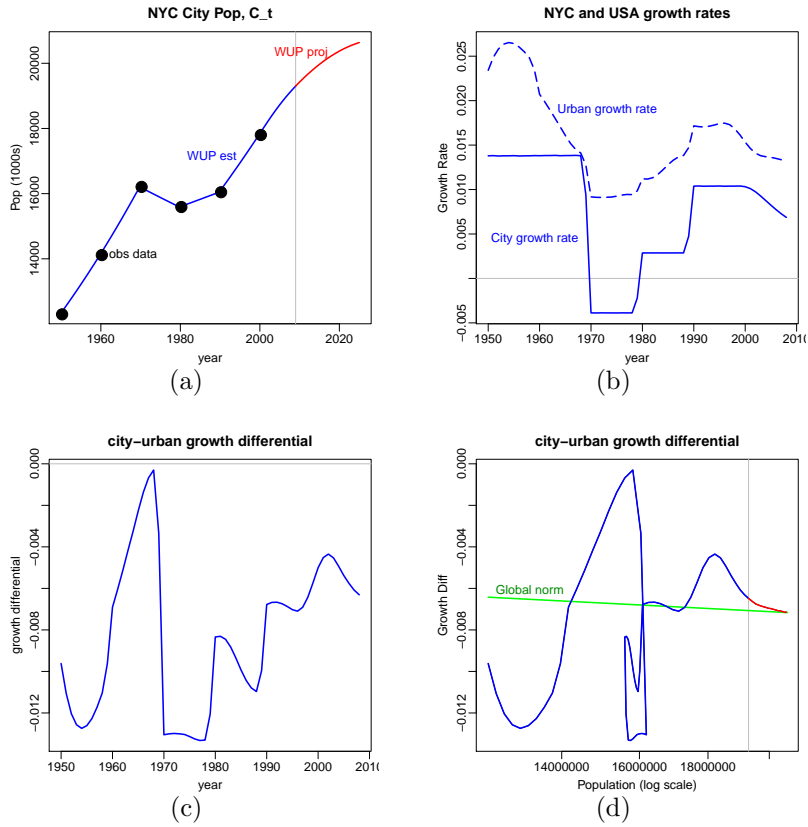 NYC City Pop, C_t
Pop (1000s)
14000 16000 18000 20000
WUP proj
WUP est
obs data
1960 1980 2000 2020
year
(a)
NYC and USA growth rates
Growth Rate
−0.005 0.005 0.010 0.015 0.020 0.025
Urban growth rate
City growth rate
1950 1960 1970 1980 1990 2000 2010
year
(b)
city−urban growth differential
growth differential
−0.012 −0.008 −0.004 0.000
1950 1960 1970 1980 1990 2000 2010
year
(c)
city−urban growth differential
Growth Diff
−0.012 −0.008 −0.004 0.000
Global norm
14000000 16000000 18000000
Population (log scale)
(d)